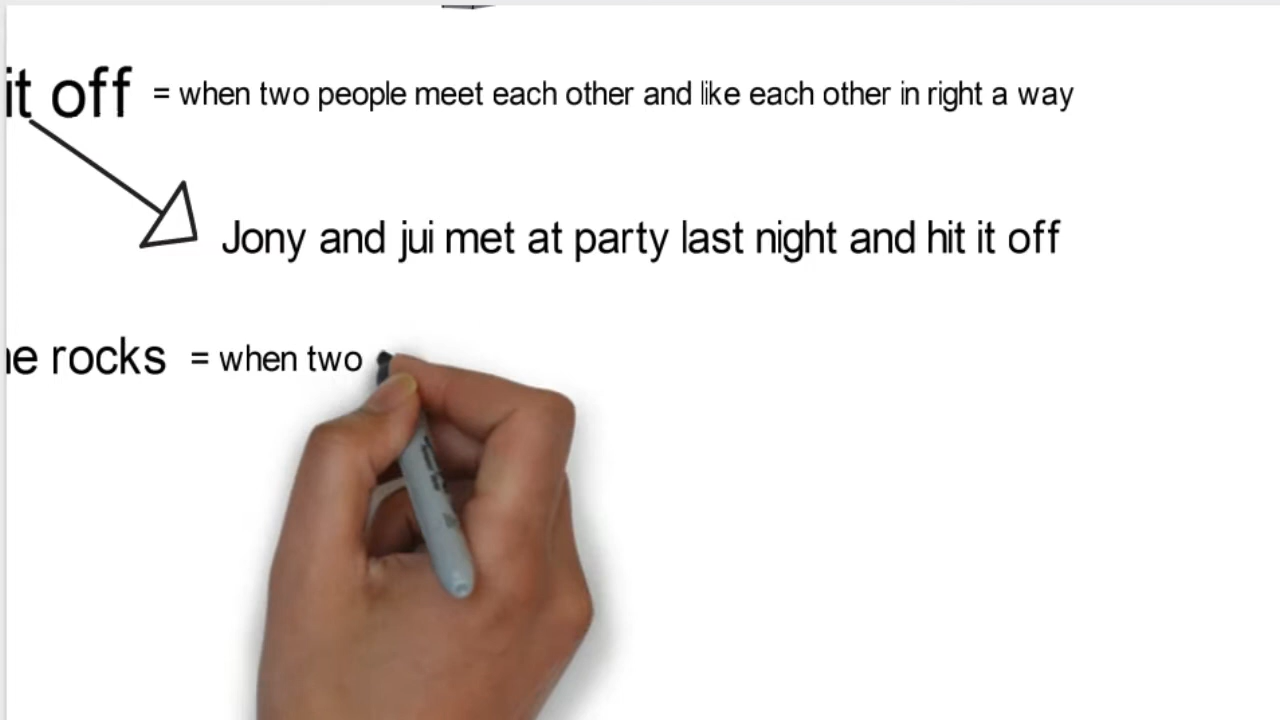 it off = when two people meet each other and like each other in right a way
Jony and jui met at party last night and hit it off
rocks = when two